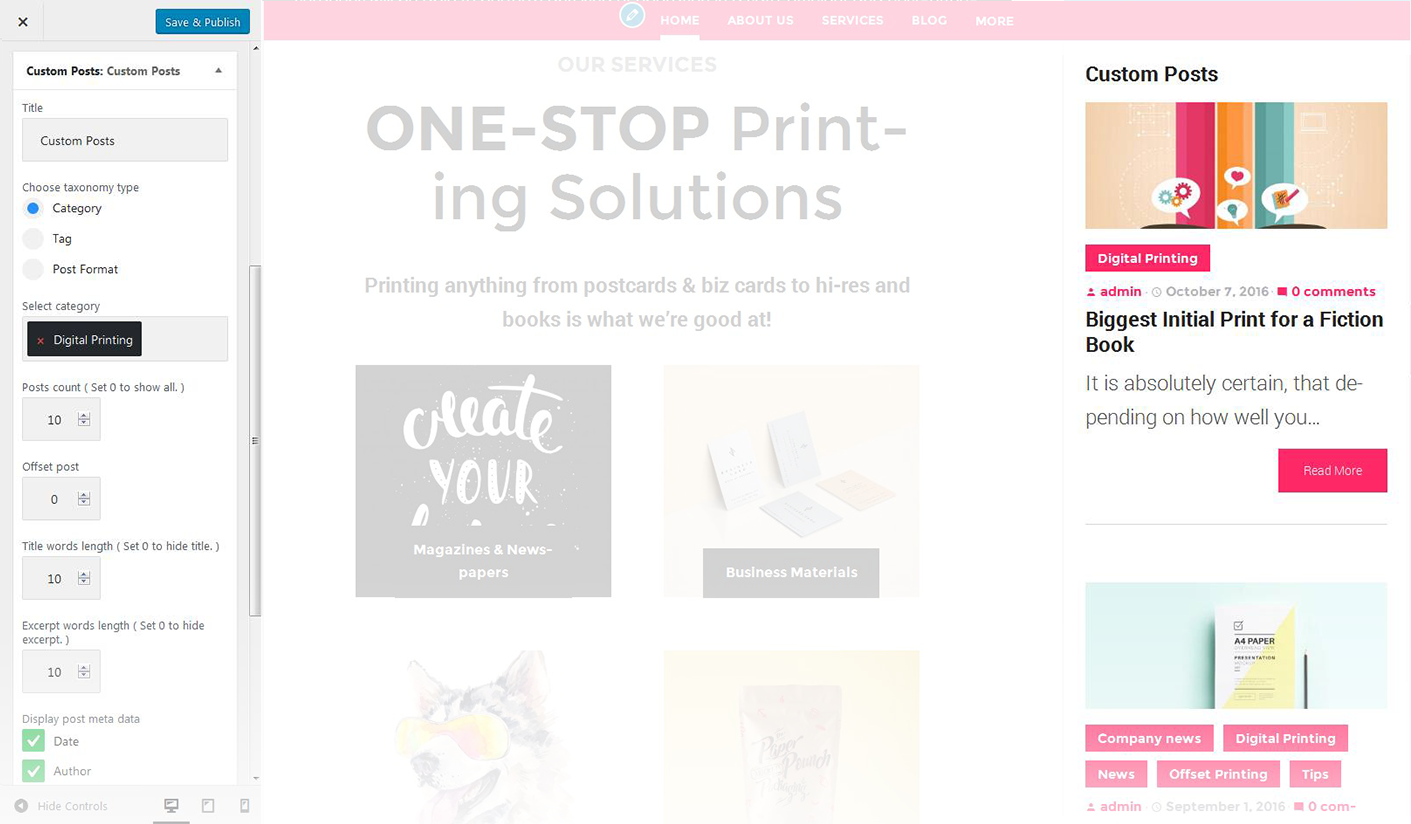 Save & Publish
Custom Posts: Custom Posts
Title
Custom Posts
Choose taxonomy type
Category
Tag
Post Format
Select category
× Digital Printing
Posts count ( Set 0 to show all. )
10
Offset post
0
Title words length ( Set 0 to hide title. )
10
Excerpt words length ( Set 0 to hide
excerpt. )
10
Display post meta data
Date
Author
Hide Controls
HOME ABOUT US SERVICES BLOG MORE
OUR SERVICES
ONE-STOP Print-
ing Solutions
Printing anything from postcards & biz cards to hi-res and
books is what we’re good at!
create
YOUR
Magazines & News-
papers
Business Materials
Paper
Pouch
Custom Posts
Digital Printing
admin · October 7, 2016 · 0 comments
Biggest Initial Print for a Fiction
Book
It is absolutely certain, that de-
pending on how well you...
Read More
A4 PAPER
PRESENTATION
Company news Digital Printing
News Offset Printing Tips
admin · September 1, 2016 · 0 com-